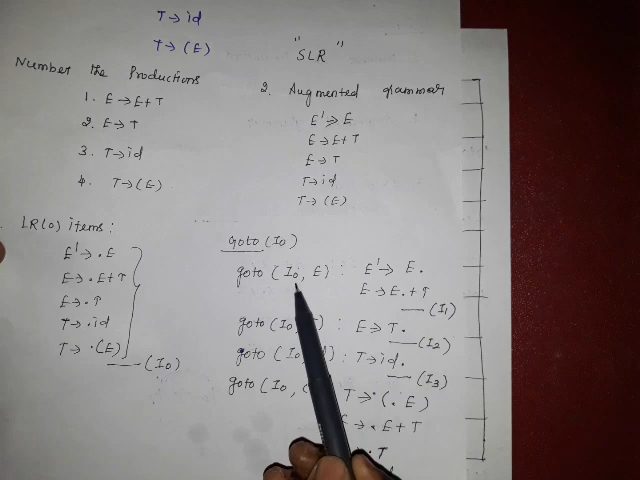 T → id
T → (E)
"SLR"
Number the Productions
1. E → E + T
2. E → T
3. T → id
4. T → (E)
2. Augmented grammar
E' → E
E → E + T
E → T
T → id
T → (E)
LR(0) items:
E' → .E
E → .E + T
E → .T
T → .id
T → .(E)
(I0)
goto (I0)
goto (I0, E) : E' → E.
E → E. + T
(I1)
goto (I0, ) : E → T.
(I2)
goto (I0, ) : T → id.
(I3)
goto (I0, T → (.E)
→ .E + T
.T